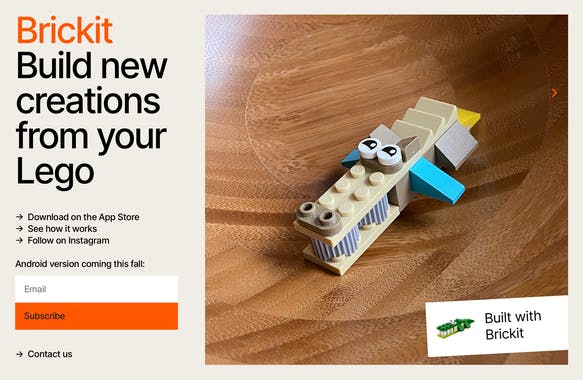 Brickit
Build new
creations
from your
Lego
→ Download on the App Store
→ See how it works
→ Follow on Instagram
Android version coming this fall:
Email
Subscribe
→ Contact us
Built with
Brickit